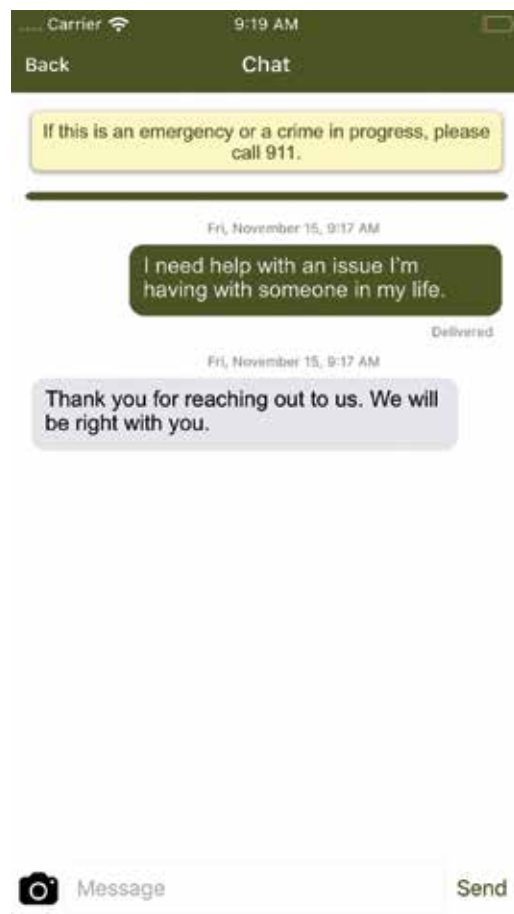 Carrier 9:19 AM
Back Chat
If this is an emergency or a crime in progress, please
call 911.
Fri, November 15, 9:17 AM
I need help with an issue I'm
having with someone in my life.
Delivered
Fri, November 15, 9:17 AM
Thank you for reaching out to us. We will
be right with you.
Message Send